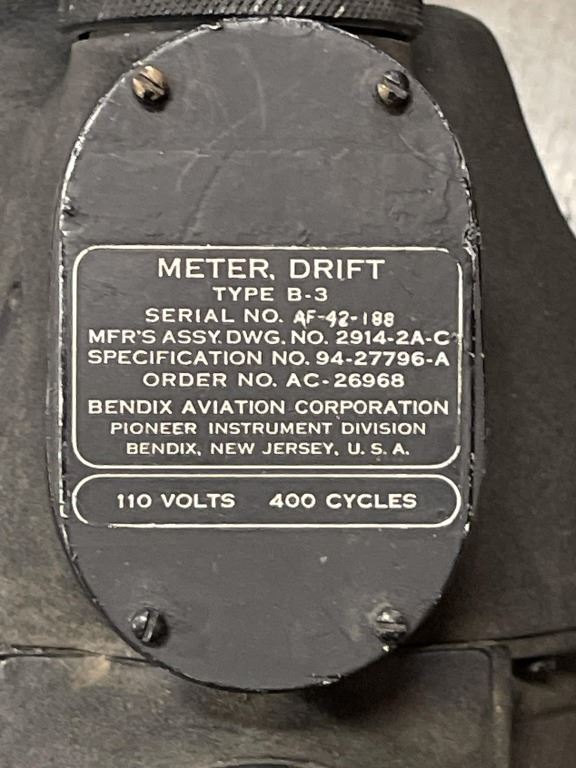 METER, DRIFT
TYPE B-3
SERIAL NO. AF-42-188
MFR'S ASSY. DWG. NO. 2914-2A-C
SPECIFICATION NO. 94-27796-A
ORDER NO. AC-26968
BENDIX AVIATION CORPORATION
PIONEER INSTRUMENT DIVISION
BENDIX, NEW JERSEY, U. S. A.
110 VOLTS 400 CYCLES